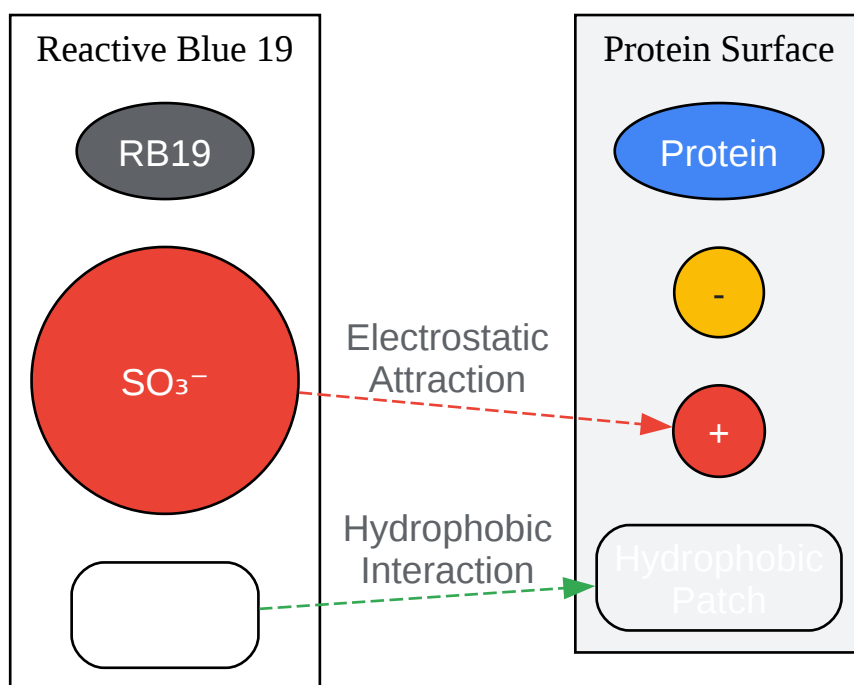 Reactive Blue 19
RB19
SO₃⁻
Electrostatic
Attraction
Hydrophobic
Interaction
Protein Surface
Protein
-
+
Hydrophobic
Patch